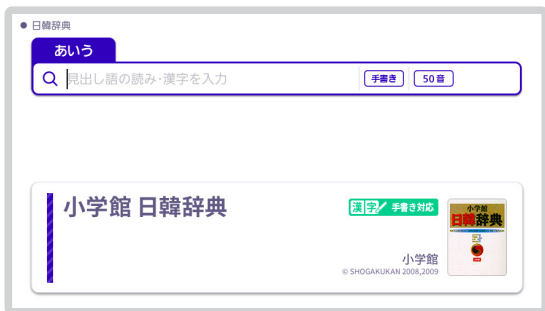 日韓辞典
あいう
見出し語の読み・漢字を入力
手書き
50音
小学館 日韓辞典
漢字 手書き対応
小学館
© SHOGAKUKAN 2008,2009
小学館
日韓辞典